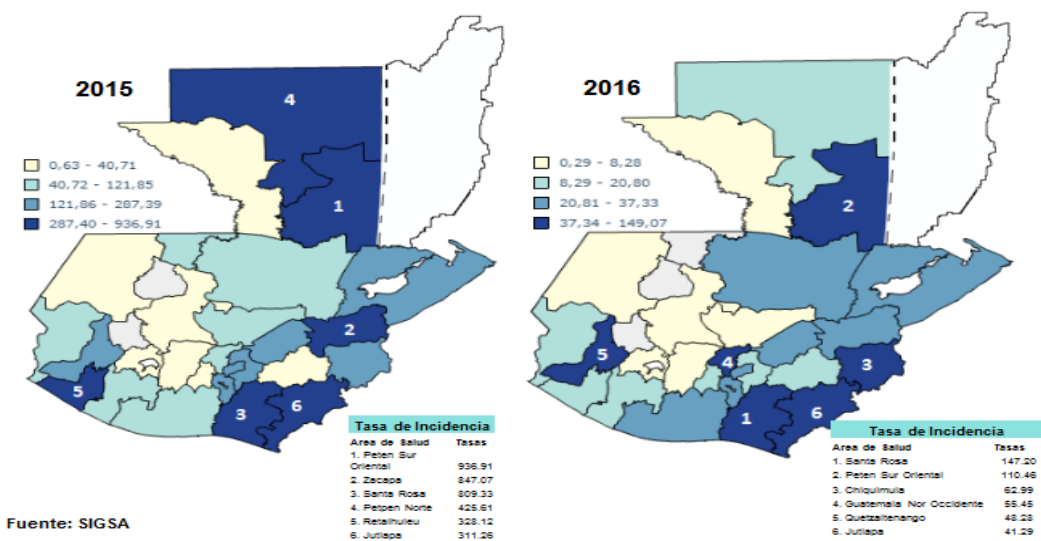 2015
4
0,63 - 40,71
40,72 - 121,85
121,86 - 287,39
287,40 - 936,91
1
2
5
3
6
Tasa de Incidencia
Area de Salud Tasas
1. Peten Sur
Oriental 936.91
2. Zacapa 847.07
3. Santa Rosa 809.33
4. Petpen Norte 425.61
5. Retalhuleu 328.12
6. Jutiapa 311.26
Fuente: SIGSA
2016
0,29 - 8,28
8,29 - 20,80
20,81 - 37,33
37,34 - 149,07
2
5
4
3
1
6
Tasa de Incidencia
Area de Salud Tasas
1. Santa Rosa 147.20
2. Peten Sur Oriental 110.46
3. Chiquimula 62.99
4. Guatemala Nor Occidente 55.45
5. Quetzaltenango 48.28
6. Jutiapa 41.29